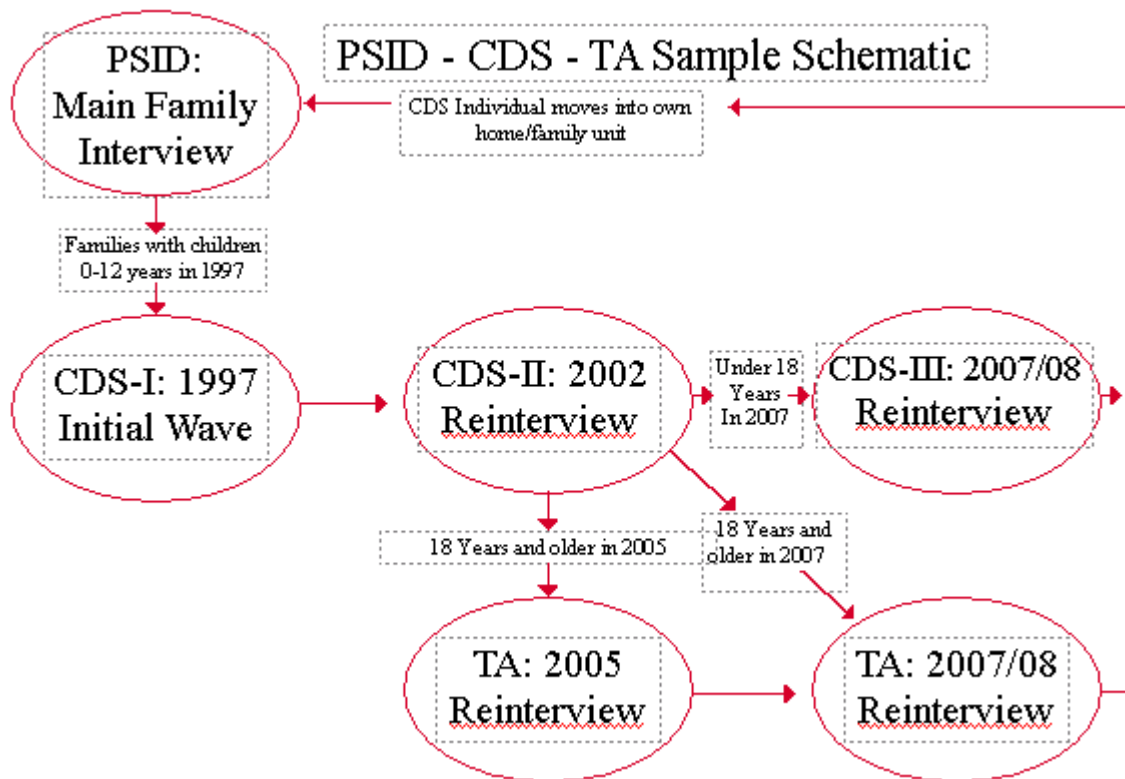 PSID:
Main Family
Interview
PSID - CDS - TA Sample Schematic
CDS Individual moves into own
home/family unit
Families with children
0-12 years in 1997
CDS-I: 1997
Initial Wave
CDS-II: 2002
Reinterview
Under 18
Years
In 2007
CDS-III: 2007/08
Reinterview
18 Years and older in 2005
18 Years and
older in 2007
TA: 2005
Reinterview
TA: 2007/08
Reinterview